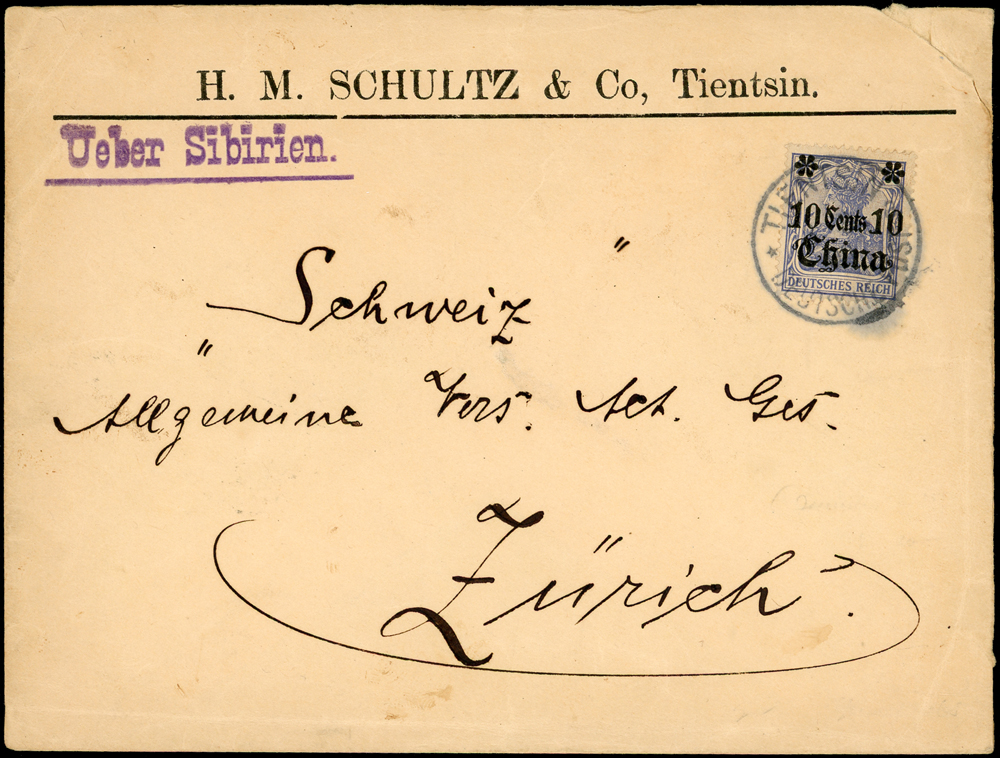 H. M. SCHULTZ & Co, Tientsin.
Ueber Sibirien.
10 Cents 10
China
DEUTSCHES REICH
Schweiz "
"
Allgemeine Vers. Act. Ges.
Zürich.